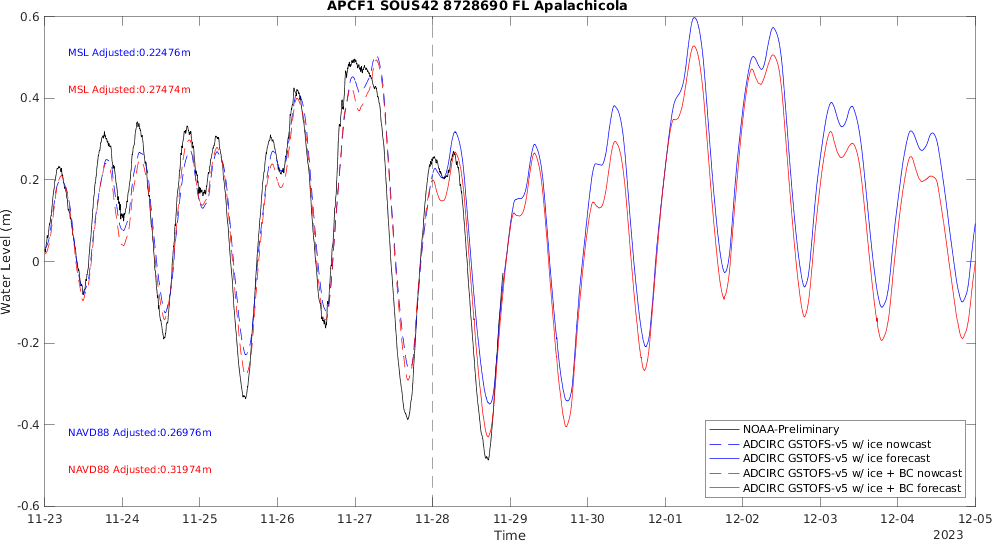 APCF1 SOUS42 8728690 FL Apalachicola
0.6
0.4
0.2
0
-0.2
-0.4
-0.6
Water Level (m)
MSL Adjusted:0.22476m
MSL Adjusted:0.27474m
NAVD88 Adjusted:0.26976m
NAVD88 Adjusted:0.31974m
NOAA-Preliminary
ADCIRC GSTOFS-v5 w/ ice nowcast
ADCIRC GSTOFS-v5 w/ ice forecast
ADCIRC GSTOFS-v5 w/ ice + BC nowcast
ADCIRC GSTOFS-v5 w/ ice + BC forecast
11-23 11-24 11-25 11-26 11-27 11-28 11-29 11-30 12-01 12-02 12-03 12-04 12-05
Time
2023